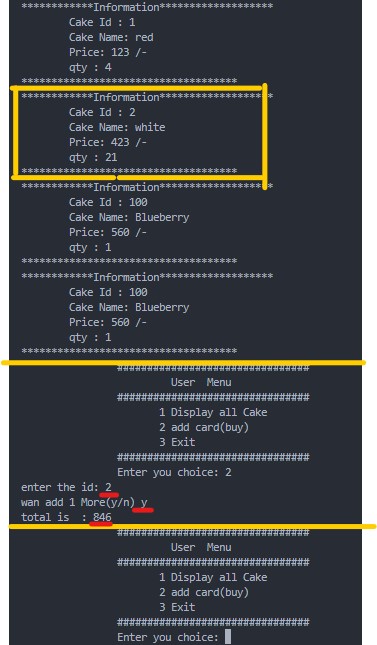 ************Information*******************
Cake Id : 1
Cake Name: red
Price: 123 /-
qty : 4
************************************
************Information*******************
Cake Id : 2
Cake Name: white
Price: 423 /-
qty : 21
************************************
************Information*******************
Cake Id : 100
Cake Name: Blueberry
Price: 560 /-
qty : 1
************************************
************Information*******************
Cake Id : 100
Cake Name: Blueberry
Price: 560 /-
qty : 1
************************************
################################
User  Menu
################################
1 Display all Cake
2 add card(buy)
3 Exit
################################
Enter you choice: 2
enter the id: 2
wan add 1 More(y/n) y
total is  : 846
################################
User  Menu
################################
1 Display all Cake
2 add card(buy)
3 Exit
################################
Enter you choice: